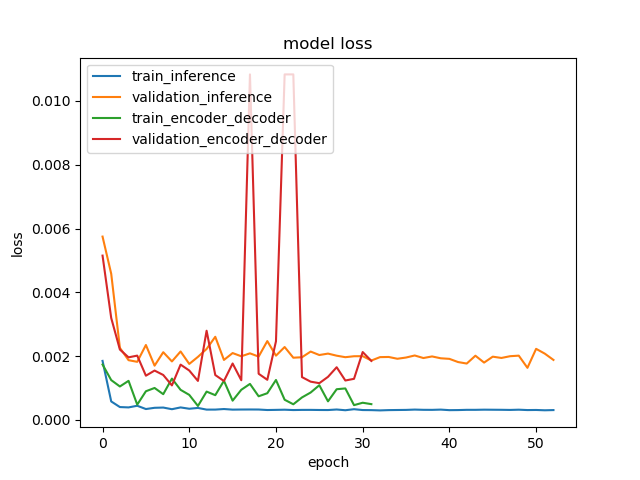 model loss
train_inference
validation_inference
train_encoder_decoder
validation_encoder_decoder
0.010
0.008
0.006
0.004
0.002
0.000
loss
0 10 20 30 40 50
epoch